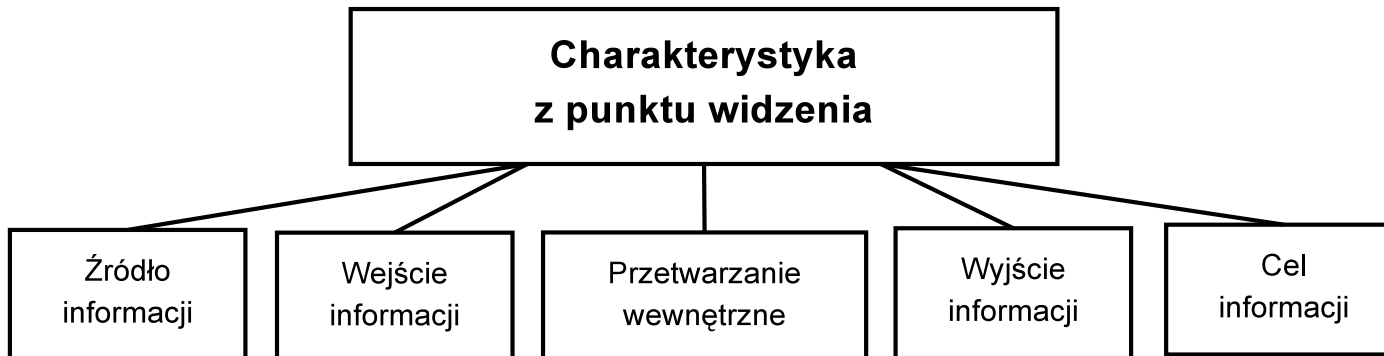 Charakterystyka
z punktu widzenia
Źródło
informacji
Wejście
informacji
Przetwarzanie
wewnętrzne
Wyjście
informacji
Cel
informacji